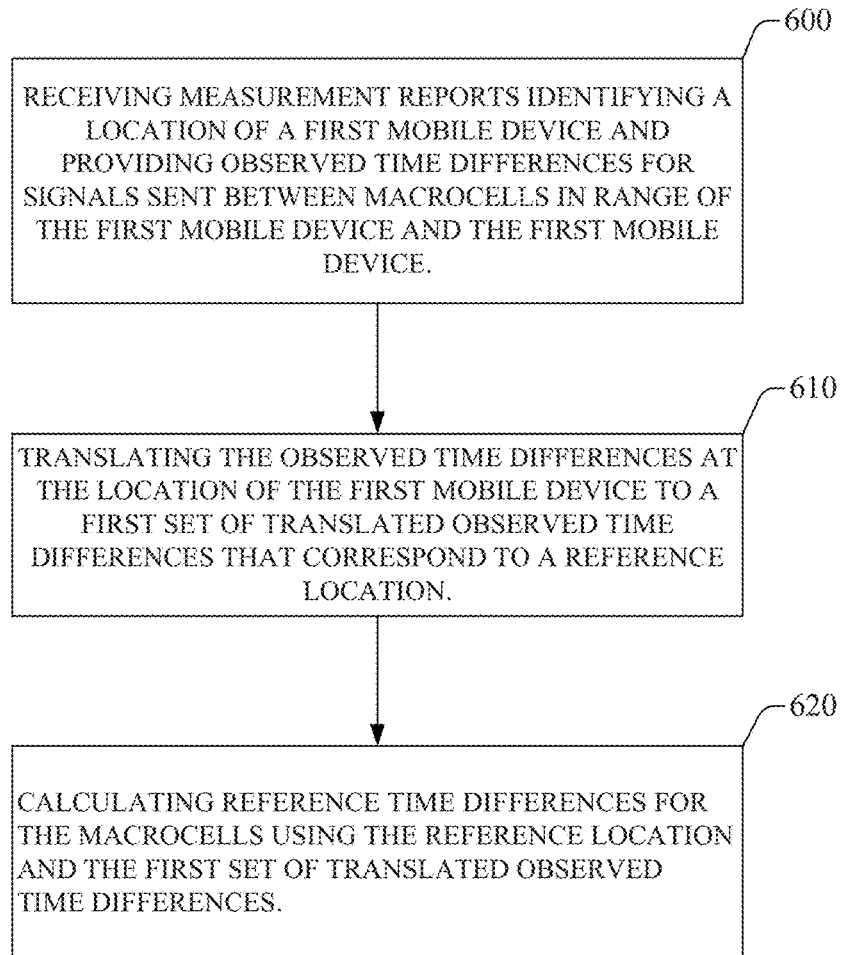 600
RECEIVING MEASUREMENT REPORTS IDENTIFYING A
LOCATION OF A FIRST MOBILE DEVICE AND
PROVIDING OBSERVED TIME DIFFERENCES FOR
SIGNALS SENT BETWEEN MACROCELLS IN RANGE OF
THE FIRST MOBILE DEVICE AND THE FIRST MOBILE
DEVICE.
610
TRANSLATING THE OBSERVED TIME DIFFERENCES AT
THE LOCATION OF THE FIRST MOBILE DEVICE TO A
FIRST SET OF TRANSLATED OBSERVED TIME
DIFFERENCES THAT CORRESPOND TO A REFERENCE
LOCATION.
620
CALCULATING REFERENCE TIME DIFFERENCES FOR
THE MACROCELLS USING THE REFERENCE LOCATION
AND THE FIRST SET OF TRANSLATED OBSERVED
TIME DIFFERENCES.